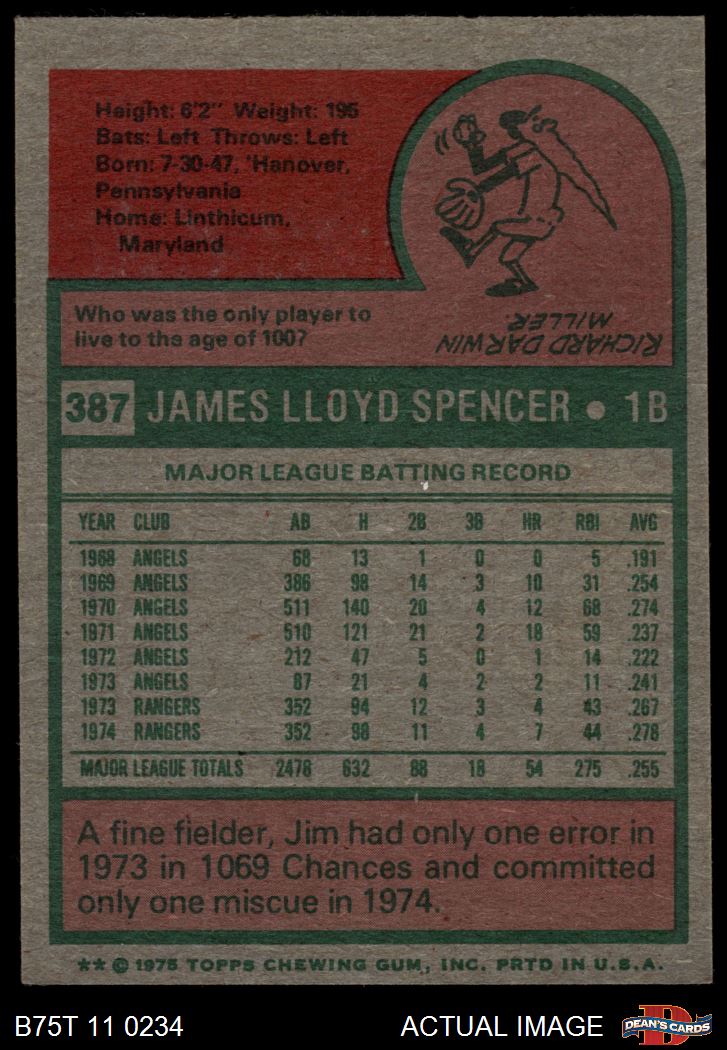 Height: 6'2" Weight: 195
Bats: Left Throws: Left
Born: 7-30-47, 'Hanover,
Pennsylvania
Home: Linthicum,
Maryland
Who was the only player to
live to the age of 100?
RICHARD DARWIN
MILLER.
387 JAMES LLOYD SPENCER • 1B
MAJOR LEAGUE BATTING RECORD
YEAR CLUB AB H 2B 3B HR RBI AVG
1968 ANGELS 68 13 1 0 0 5 .191
1969 ANGELS 386 98 14 3 10 31 .254
1970 ANGELS 511 140 20 4 12 68 .274
1971 ANGELS 510 121 21 2 18 59 .237
1972 ANGELS 212 47 5 0 1 14 .222
1973 ANGELS 87 21 4 2 2 11 .241
1973 RANGERS 352 94 12 3 4 43 .267
1974 RANGERS 352 98 11 4 7 44 .278
MAJOR LEAGUE TOTALS 2478 632 88 18 54 275 .255
A fine fielder, Jim had only one error in
1973 in 1069 Chances and committed
only one miscue in 1974.
** © 1975 TOPPS CHEWING GUM, INC. PRTD IN U.S.A.
B75T 11 0234 ACTUAL IMAGE
D
DEAN'S CARDS